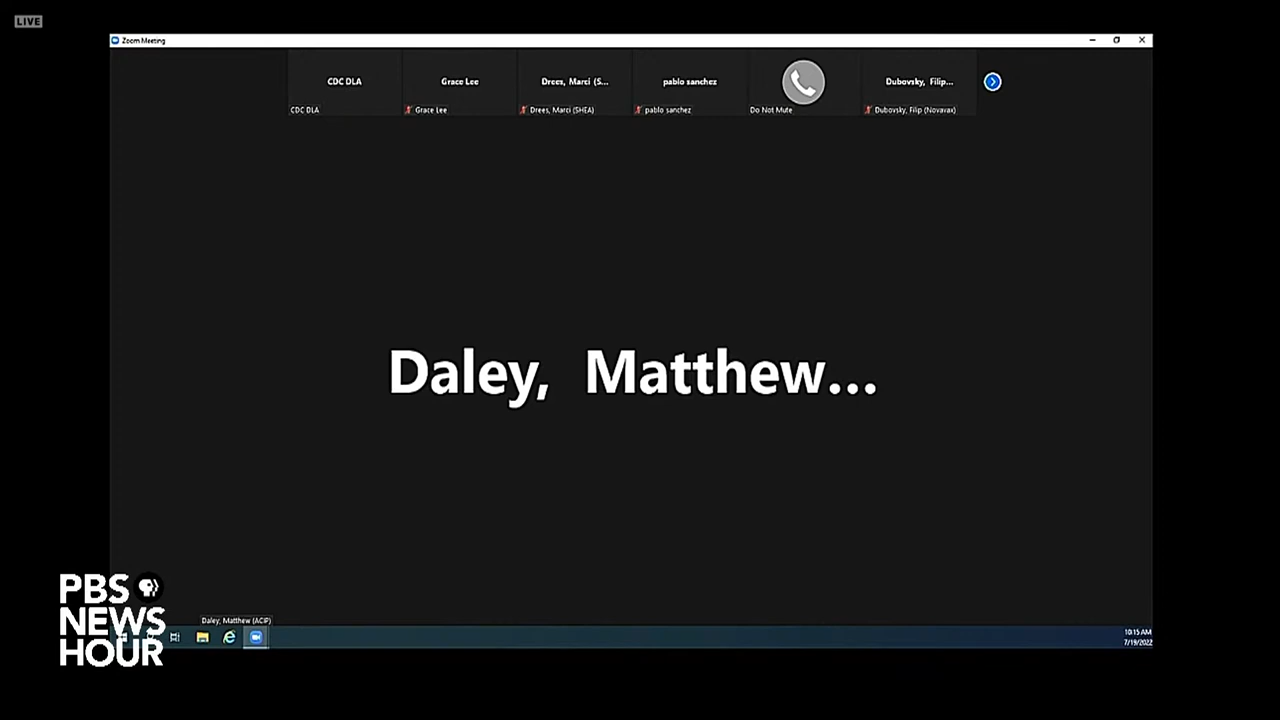 LIVE
Zoom Meeting
CDC DLA
Grace Lee
Drees, Marci (S...
pablo sanchez
Dubovsky, Filip...
CDC DLA
Grace Lee
Drees, Marci (SHEA)
pablo sanchez
Do Not Mute
Dubovsky, Filip (Novavax)
Daley, Matthew...
PBS
NEWS
HOUR
Daley, Matthew (ACIP)
10:15 AM
7/19/2022